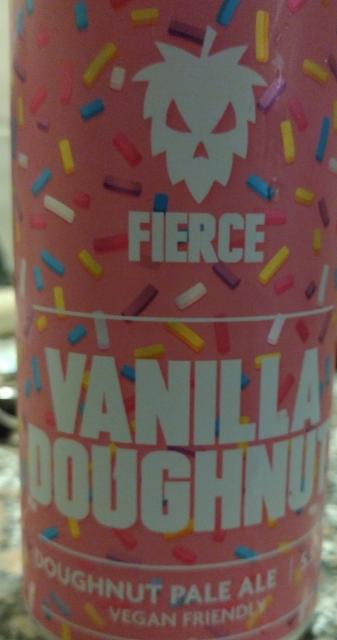 FIERCE
VANILLA
DOUGHNUT
DOUGHNUT PALE ALE |
VEGAN FRIENDLY